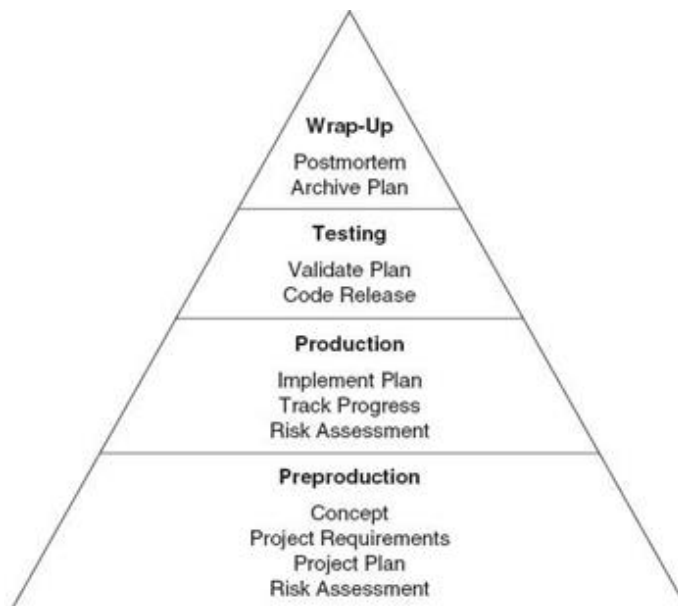 Wrap-Up
Postmortem
Archive Plan
Testing
Validate Plan
Code Release
Production
Implement Plan
Track Progress
Risk Assessment
Preproduction
Concept
Project Requirements
Project Plan
Risk Assessment